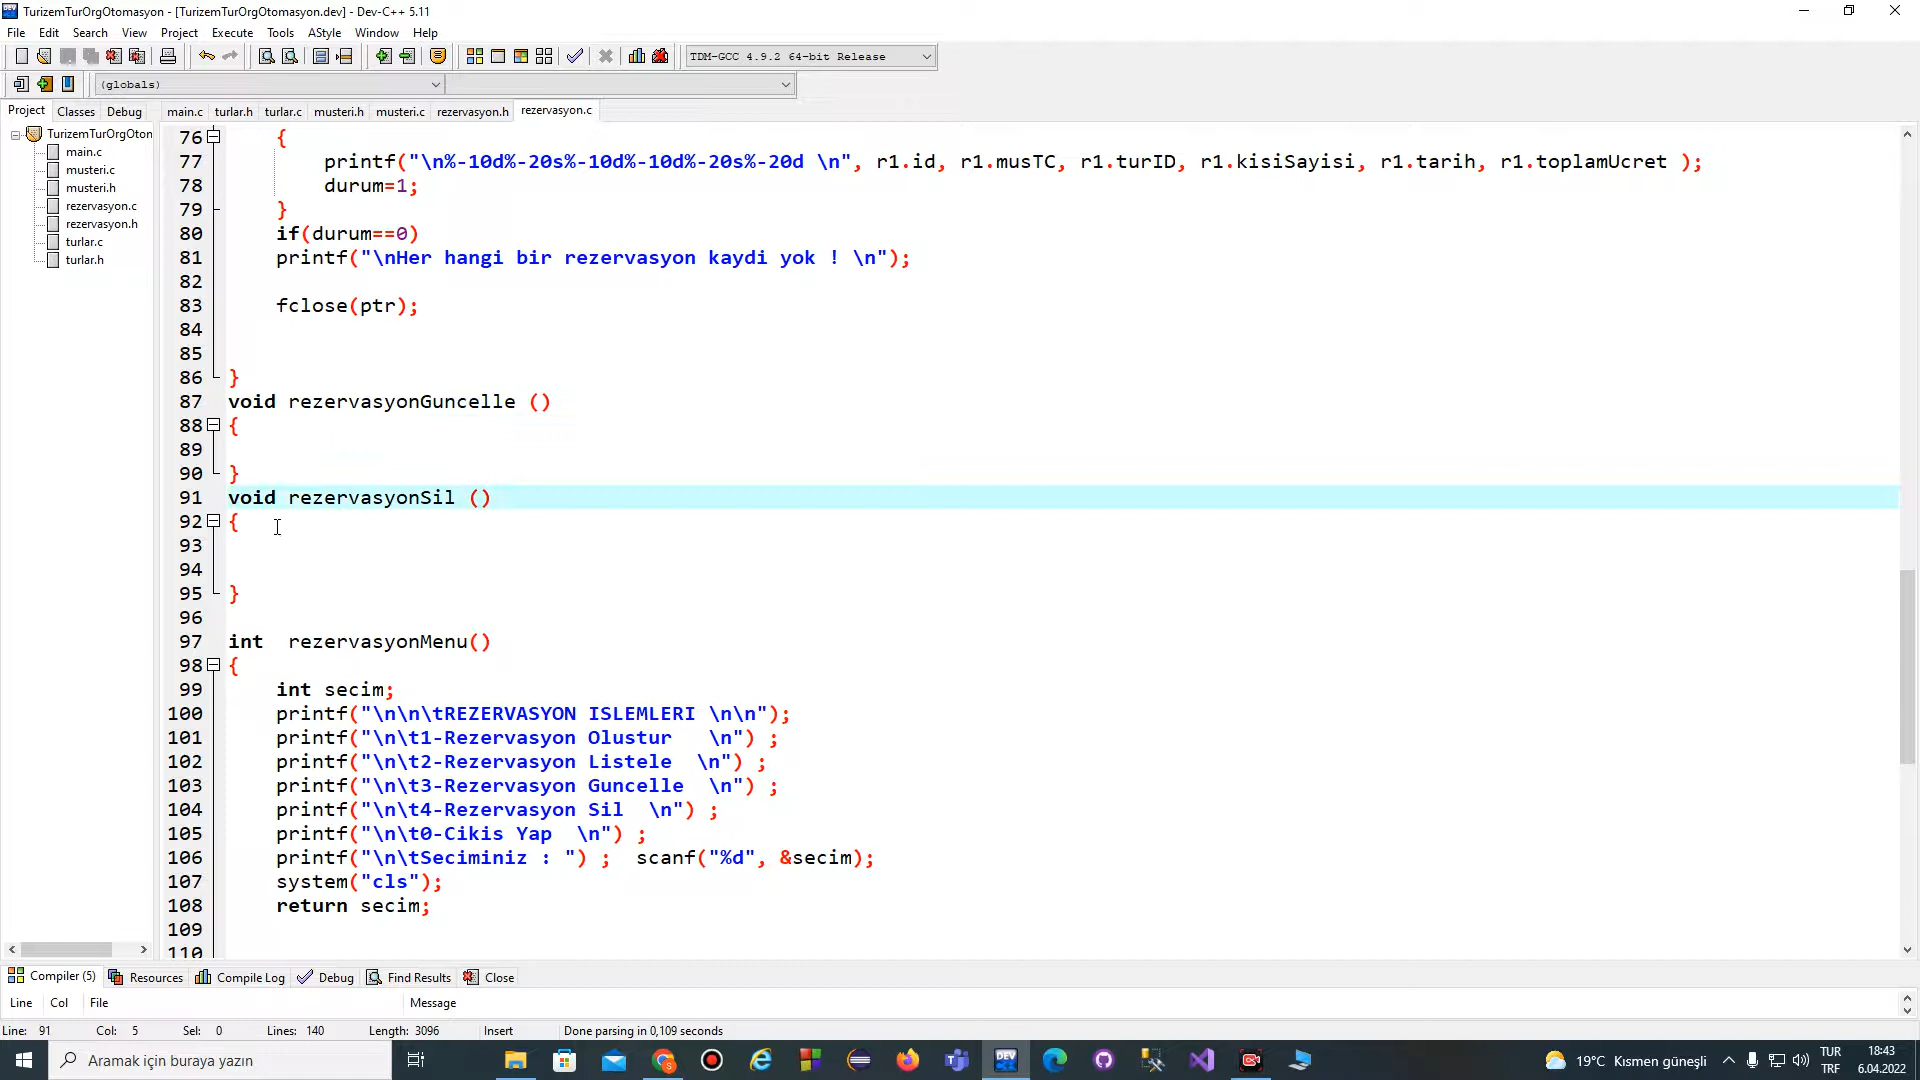 TurizemTurOrgOtomasyon - [TurizemTurOrgOtomasyon.dev] - Dev-C++ 5.11
File Edit Search View Project Execute Tools AStyle Window Help
TDM-GCC 4.9.2 64-bit Release
(globals)
Project Classes Debug main.c turlar.h turlar.c musteri.h musteri.c rezervasyon.h rezervasyon.c
TurizemTurOrgOton
main.c
musteri.c
musteri.h
rezervasyon.c
rezervasyon.h
turlar.c
turlar.h
76 {
77 printf("\n%-10d%-20s%-10d%-10d%-20s%-20d \n", r1.id, r1.musTC, r1.turID, r1.kisiSayisi, r1.tarih, r1.toplamUcret );
78 durum=1;
79 }
80 if(durum==0)
81 printf("\nHer hangi bir rezervasyon kaydi yok ! \n");
82
83 fclose(ptr);
84
85
86 }
87 void rezervasyonGuncelle ()
88 {
89
90 }
91 void rezervasyonSil ()
92 {
93
94
95 }
96
97 int  rezervasyonMenu()
98 {
99 int secim;
100 printf("\n\n\tREZERVASYON ISLEMLERI \n\n");
101 printf("\n\t1-Rezervasyon Olustur   \n") ;
102 printf("\n\t2-Rezervasyon Listele  \n") ;
103 printf("\n\t3-Rezervasyon Guncelle  \n") ;
104 printf("\n\t4-Rezervasyon Sil  \n") ;
105 printf("\n\t0-Cikis Yap  \n") ;
106 printf("\n\tSeciminiz : ") ;  scanf("%d", &secim);
107 system("cls");
108 return secim;
109
110
Compiler (5) Resources Compile Log Debug Find Results Close
Line Col File Message
Line: 91 Col: 5 Sel: 0 Lines: 140 Length: 3096 Insert Done parsing in 0,109 seconds
Aramak için buraya yazın
DEV
19°C Kısmen güneşli
TUR
TRF
18:43
6.04.2022